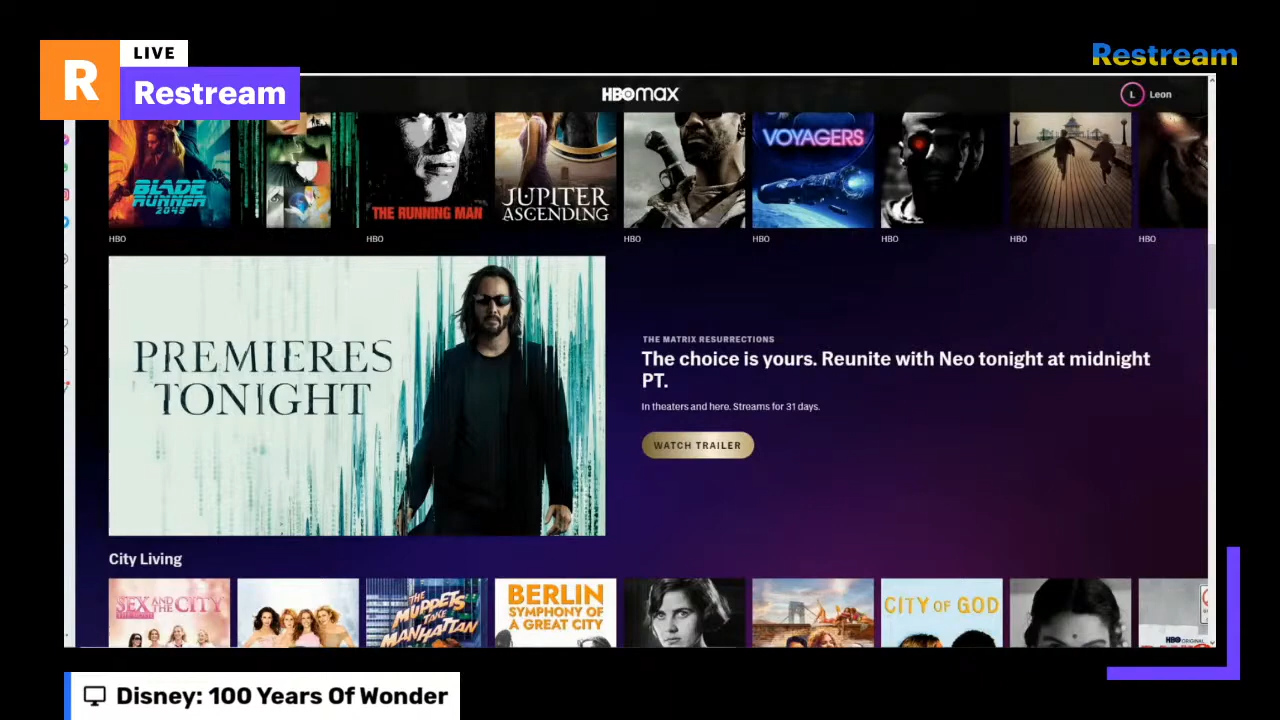 LIVE
R
Restream
Restream
HBOMAX
L
Leon
BLADE
RUNNER
2049
THE RUNNING MAN
JUPITER
ASCENDING
VOYAGERS
HBO
HBO
HBO
HBO
HBO
HBO
HBO
PREMIERES
TONIGHT
THE MATRIX RESURRECTIONS
The choice is yours. Reunite with Neo tonight at midnight
PT.
In theaters and here. Streams for 31 days.
WATCH TRAILER
City Living
SEX AND THE CITY
THE
MUPPETS
TAKE
MANHATTAN
BERLIN
SYMPHONY OF
A GREAT CITY
CITY OF GOD
HBO ORIGINAL
Disney: 100 Years Of Wonder